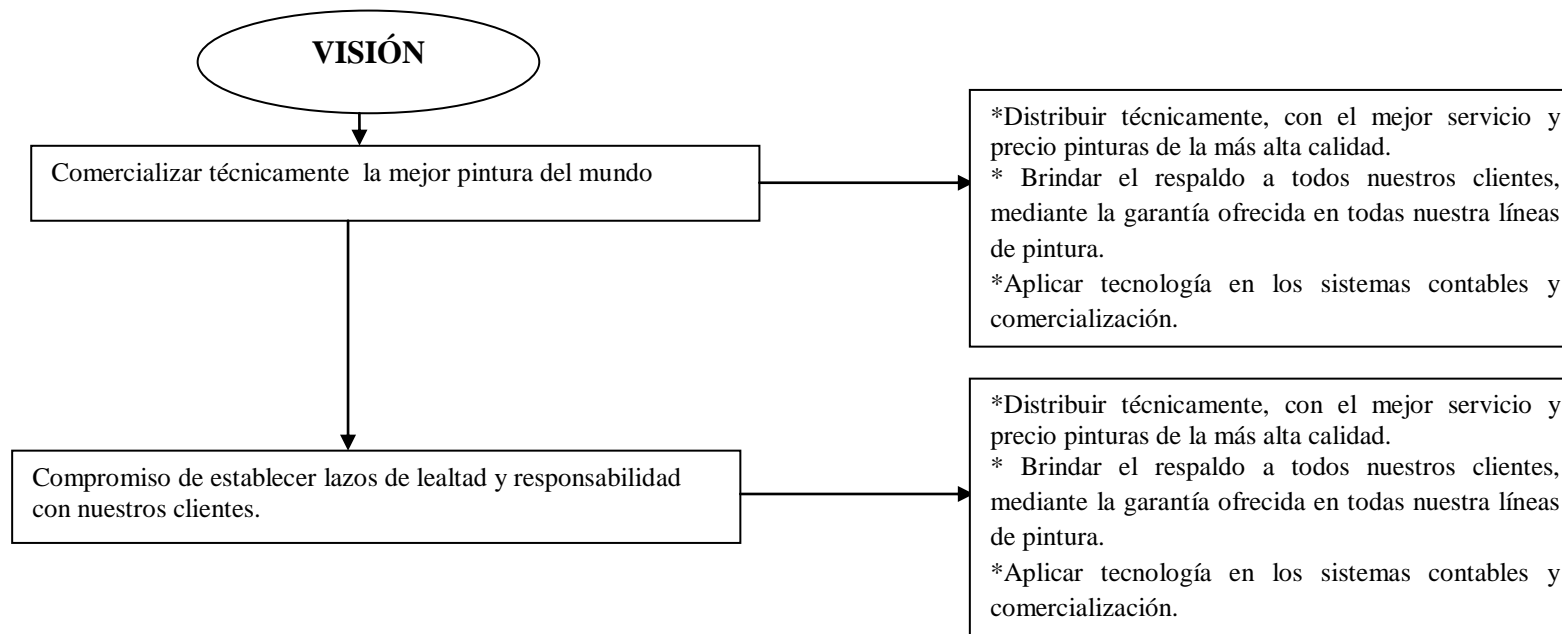 VISIÓN
Comercializar técnicamente la mejor pintura del mundo
*Distribuir técnicamente, con el mejor servicio y
precio pinturas de la más alta calidad.
* Brindar el respaldo a todos nuestros clientes,
mediante la garantía ofrecida en todas nuestra líneas
de pintura.
*Aplicar tecnología en los sistemas contables y
comercialización.
Compromiso de establecer lazos de lealtad y responsabilidad
con nuestros clientes.
*Distribuir técnicamente, con el mejor servicio y
precio pinturas de la más alta calidad.
* Brindar el respaldo a todos nuestros clientes,
mediante la garantía ofrecida en todas nuestra líneas
de pintura.
*Aplicar tecnología en los sistemas contables y
comercialización.